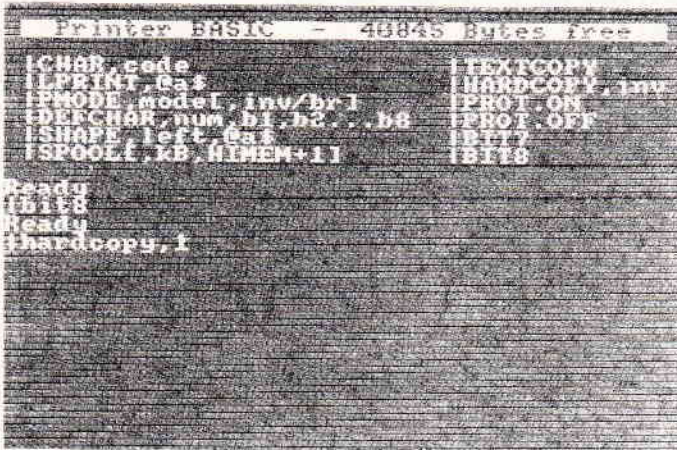 Printer BASIC - 40845 Bytes free
|CHAR,code |TEXTCOPY
|LPRINT,@a$ |HARDCOPY,inv
|PMODE,mode[,inv/br] |PROT.ON
|DEFCHAR,num,b1,b2...b8 |PROT.OFF
|SHAPE,left,@a$ |BIT7
|SPOOL[,kB,HIMEM+1] |BIT8
Ready
|bit8
Ready
|hardcopy,1